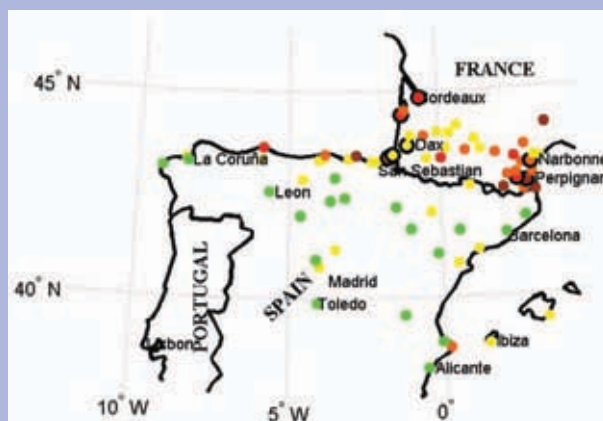 45° N
FRANCE
Bordeaux
Dax
La Coruña
San Sebastian
Narbonne
Perpignan
Leon
PORTUGAL
SPAIN
Barcelona
Madrid
40° N
Toledo
Lisbona
Ibiza
Alicante
10° W
5° W
0°